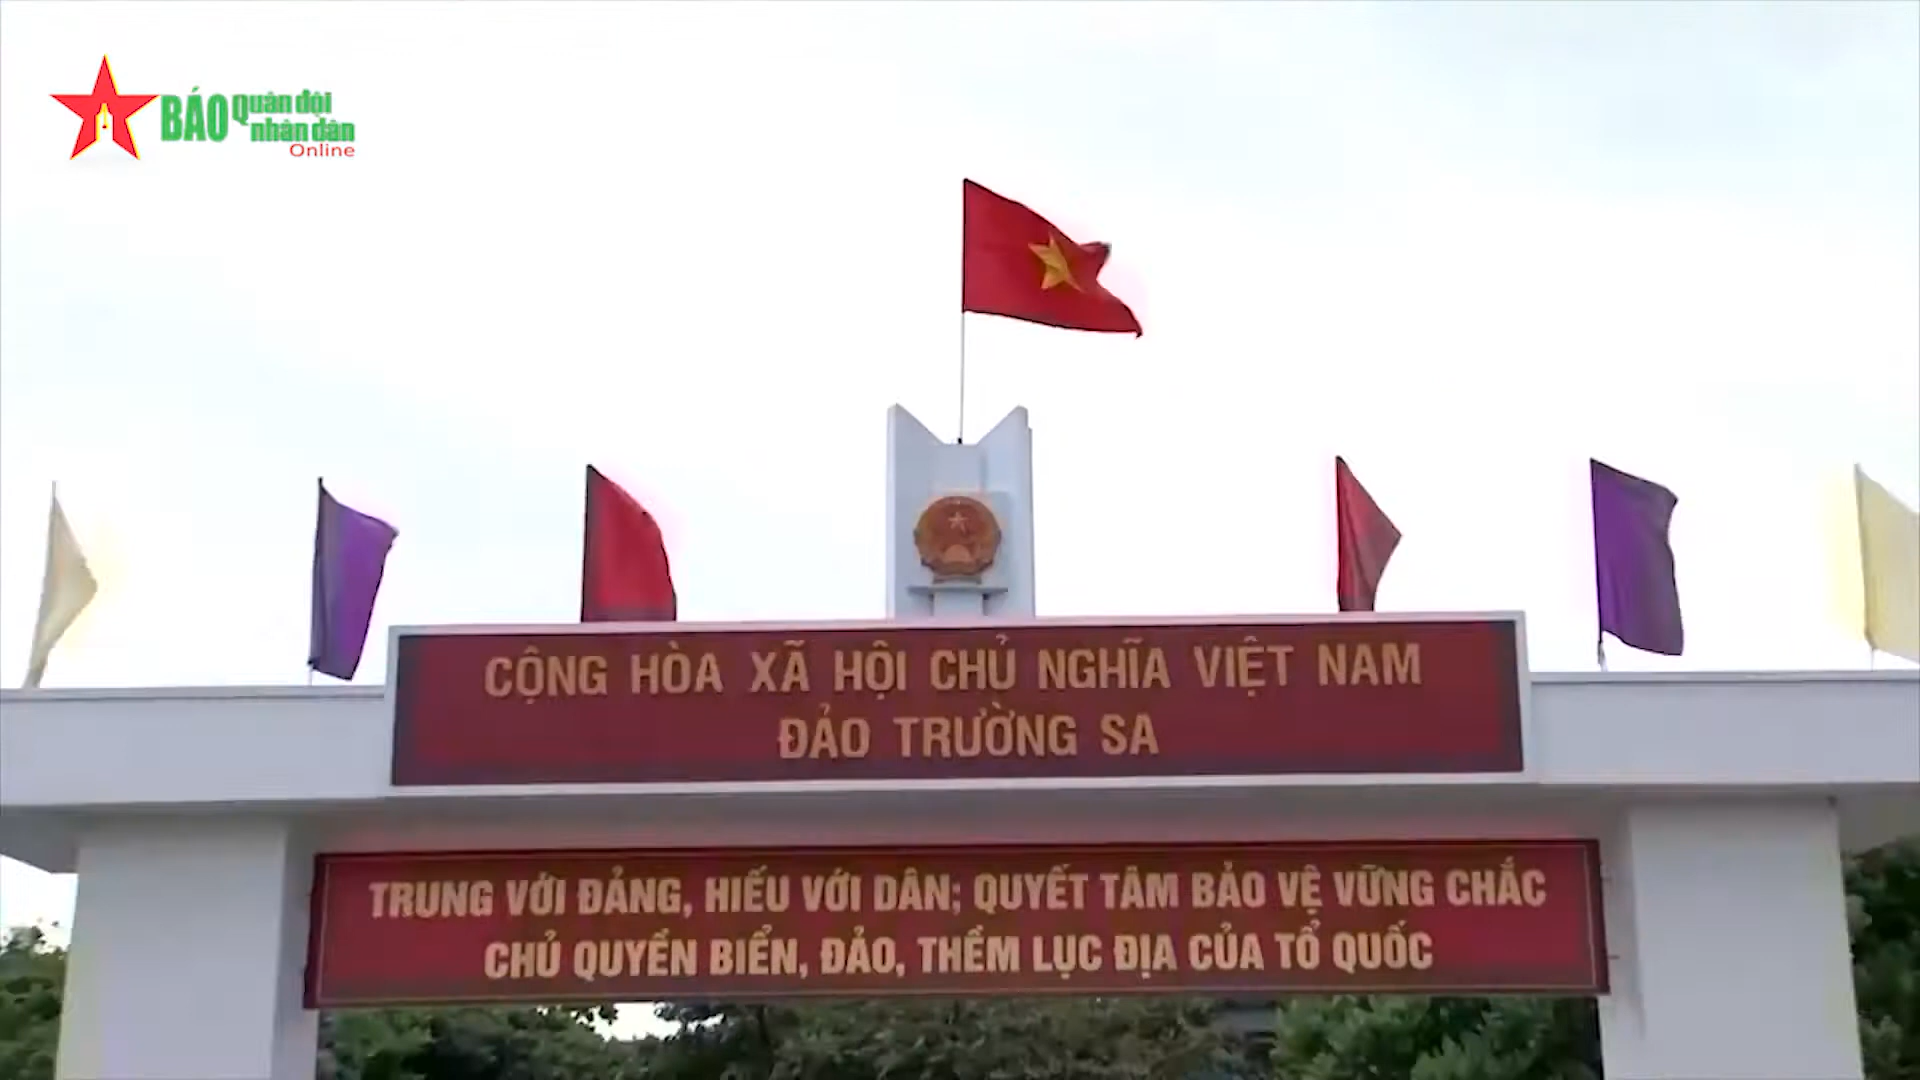 BÁO Quân đội
nhân dân
Online
CỘNG HÒA XÃ HỘI CHỦ NGHĨA VIỆT NAM
ĐẢO TRƯỜNG SA
TRUNG VỚI ĐẢNG, HIẾU VỚI DÂN; QUYẾT TÂM BẢO VỆ VỮNG CHẮC
CHỦ QUYỀN BIỂN, ĐẢO, THỀM LỤC ĐỊA CỦA TỔ QUỐC